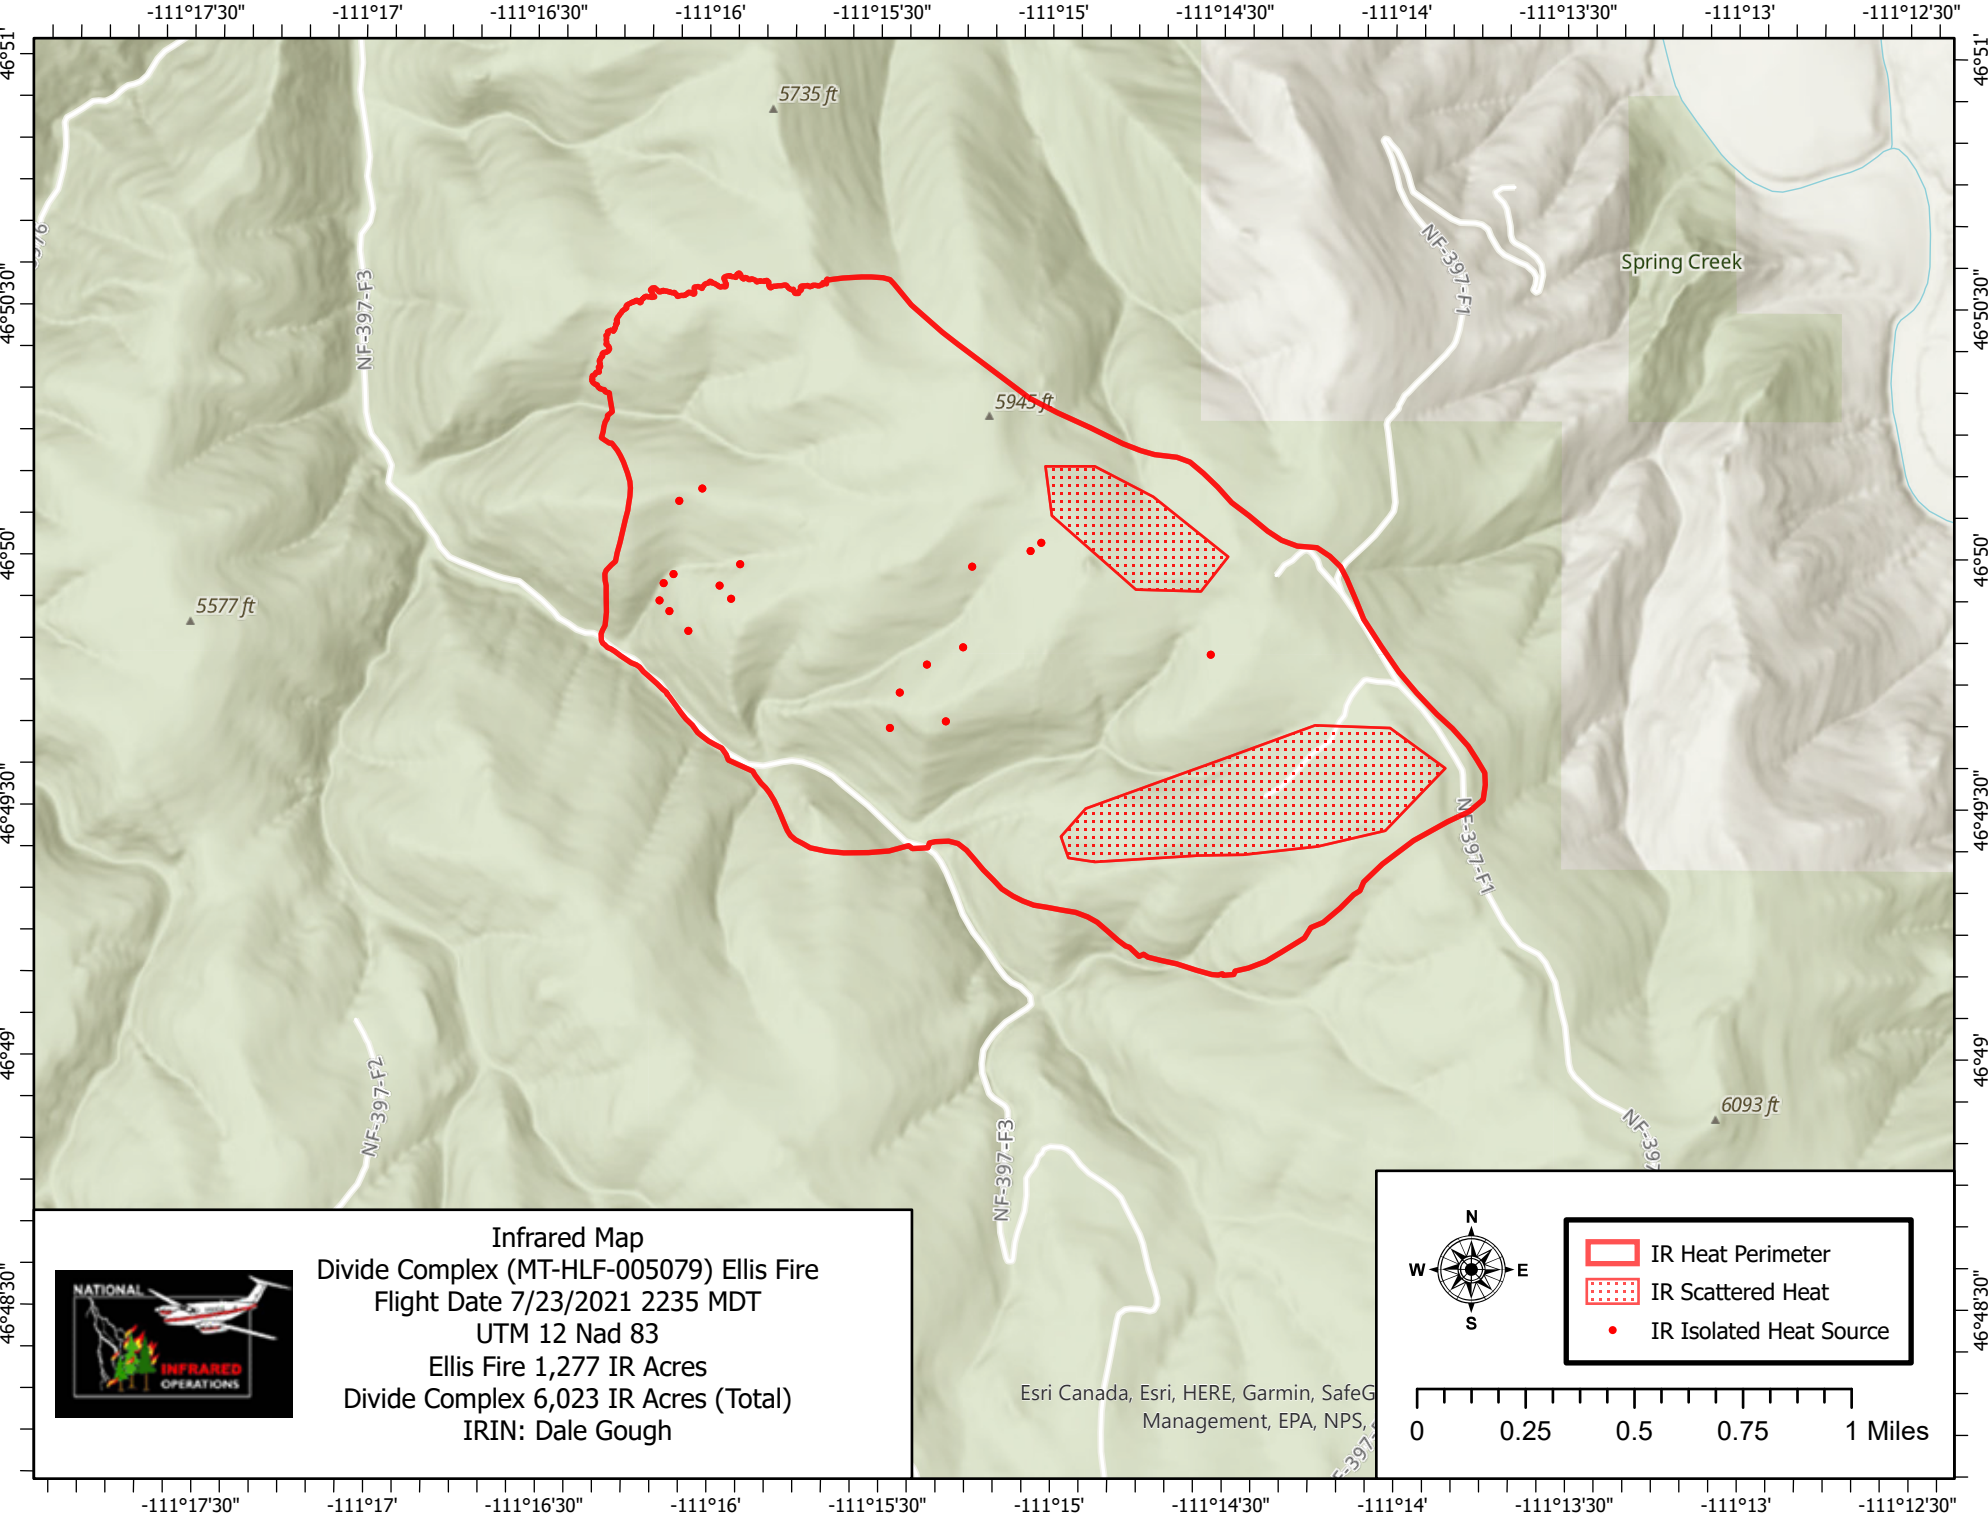 -111°17'30" -111°17' -111°16'30" -111°16' -111°15'30" -111°15' -111°14'30" -111°14' -111°13'30" -111°13' -111°12'30"
46°51'
46°51'
5735 ft
NF-397-F1
Spring Creek
NF-397-F3
46°50'30"
46°50'30"
5945 ft
46°50'
46°50'
5577 ft
46°49'30"
46°49'30"
NF-397-F1
46°49'
46°49'
NF-397-F2
6093 ft
NF-397
NF-397-F3
46°48'30"
46°48'30"
NATIONAL
INFRARED
OPERATIONS
Infrared Map
Divide Complex (MT-HLF-005079) Ellis Fire
Flight Date 7/23/2021 2235 MDT
UTM 12 Nad 83
Ellis Fire 1,277 IR Acres
Divide Complex 6,023 IR Acres (Total)
IRIN: Dale Gough
Esri Canada, Esri, HERE, Garmin, SafeG
Management, EPA, NPS,
N
W E
S
IR Heat Perimeter
IR Scattered Heat
IR Isolated Heat Source
0 0.25 0.5 0.75 1 Miles
-111°17'30" -111°17' -111°16'30" -111°16' -111°15'30" -111°15' -111°14'30" -111°14' -111°13'30" -111°13' -111°12'30"